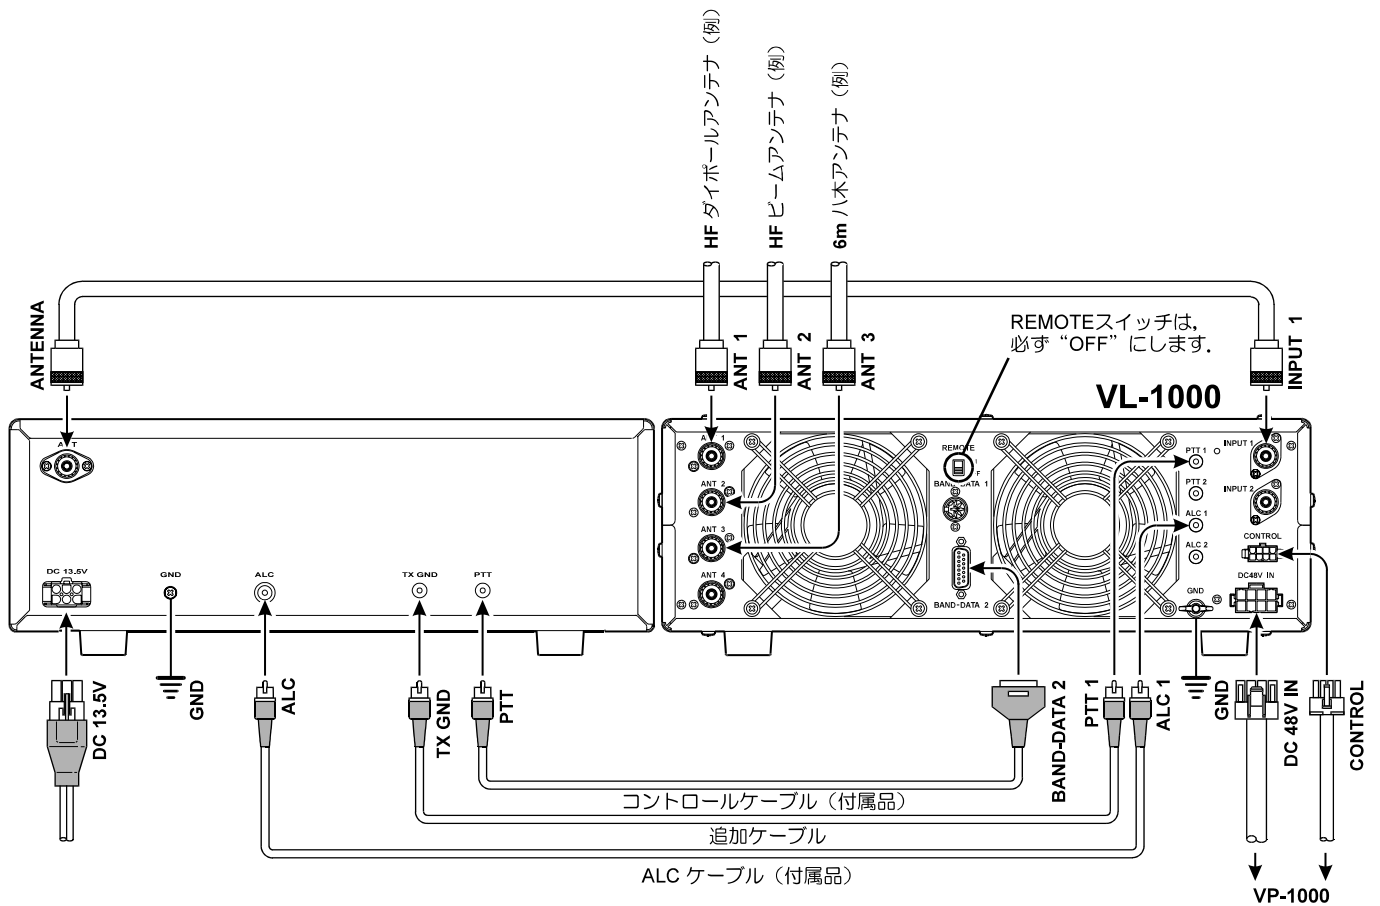 HF ダイポールアンテナ（例）
HF ビームアンテナ（例）
6m 八木アンテナ（例）
ANTENNA
ANT 1
ANT 2
ANT 3
REMOTEスイッチは，
必ず“OFF”にします．
INPUT 1
VL-1000
REMOTE
BAND-DATA 1
BAND-DATA 2
ANT 2
ANT 3
ANT 4
PTT 1
PTT 2
ALC 1
ALC 2
INPUT 1
INPUT 2
CONTROL
DC48V IN
GND
DC 13.5V
GND
ALC
TX GND
PTT
DC 13.5V
GND
ALC
TX GND
PTT
BAND-DATA 2
PTT 1
ALC 1
GND
DC 48V IN
CONTROL
コントロールケーブル（付属品）
追加ケーブル
ALC ケーブル（付属品）
VP-1000